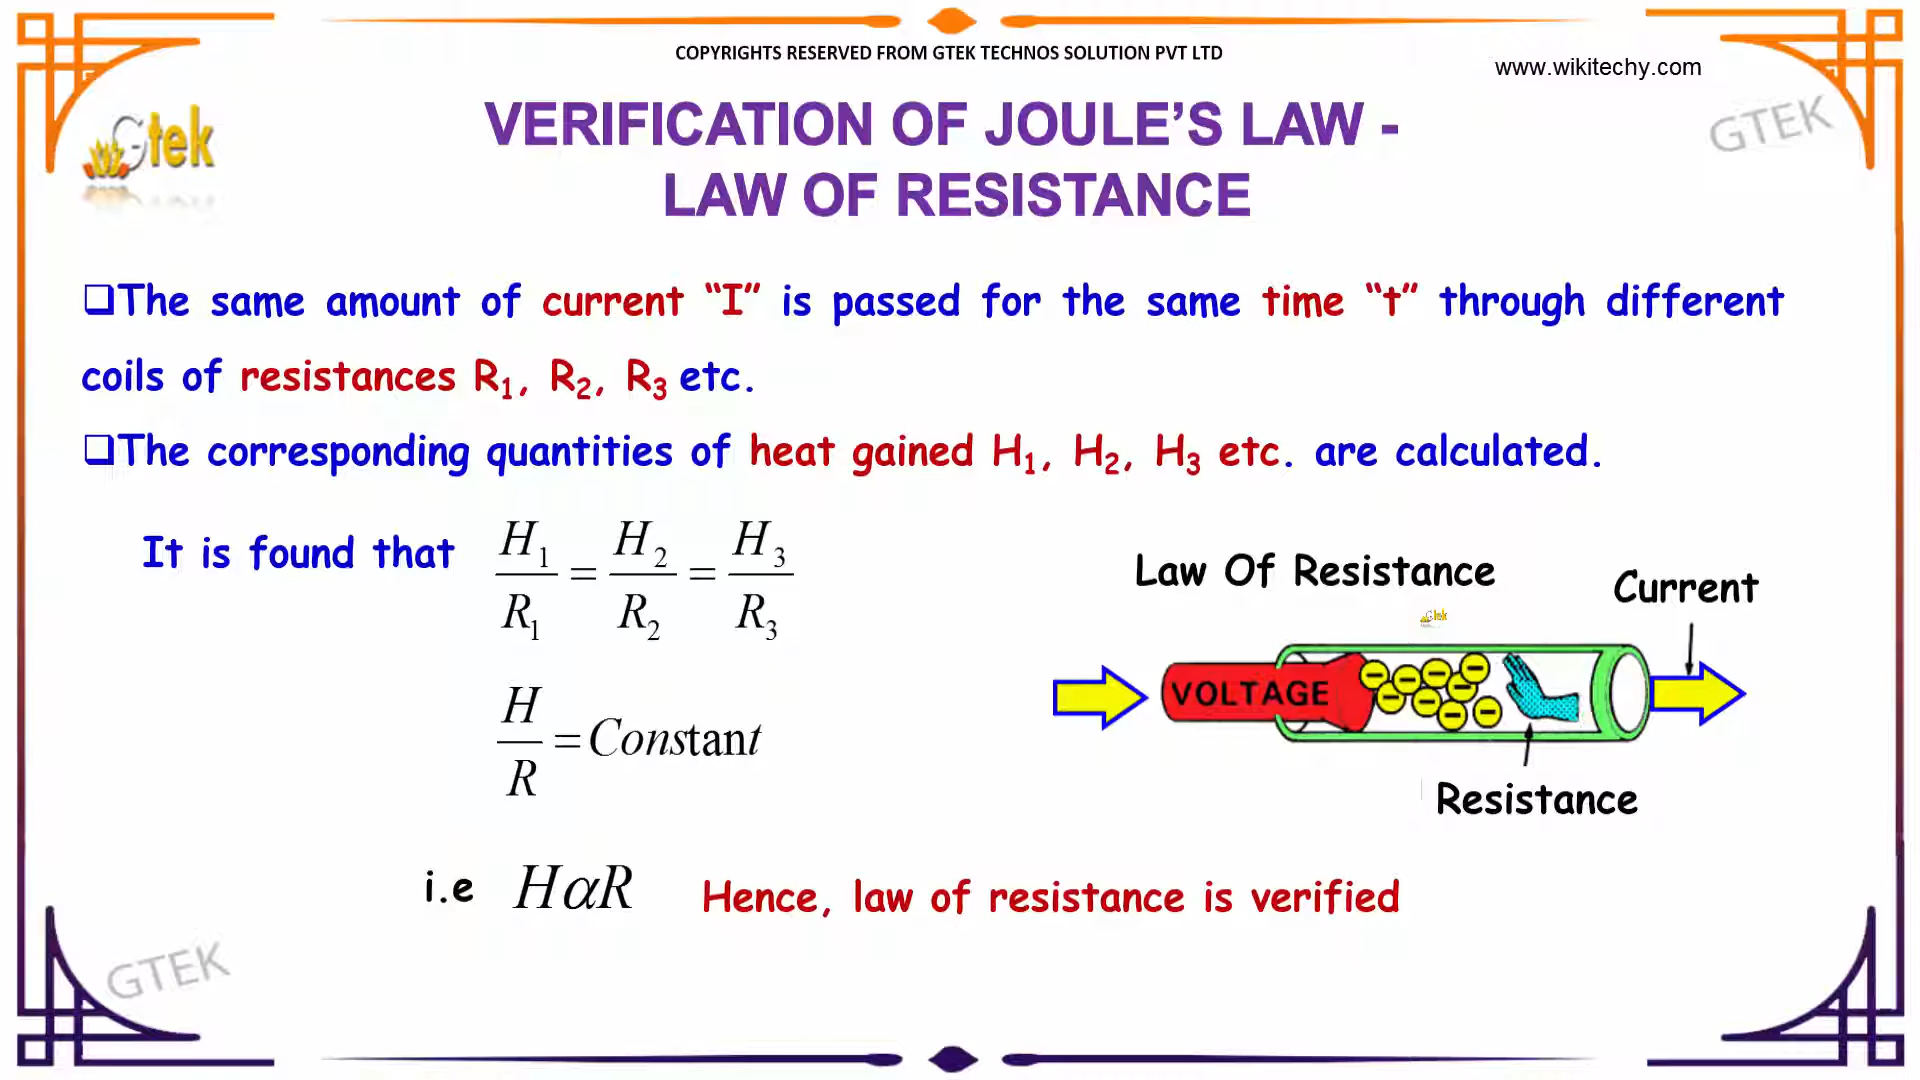 COPYRIGHTS RESERVED FROM GTEK TECHNOS SOLUTION PVT LTD
www.wikitechy.com
Gtek
GTEK
VERIFICATION OF JOULE’S LAW -
LAW OF RESISTANCE
❑The same amount of current “I” is passed for the same time “t” through different
coils of resistances R₁, R₂, R₃ etc.
❑The corresponding quantities of heat gained H₁, H₂, H₃ etc. are calculated.
It is found that H₁/R₁ = H₂/R₂ = H₃/R₃
Law Of Resistance
Current
Gtek
VOLTAGE
H/R = Constant
Resistance
i.e HαR Hence, law of resistance is verified
GTEK